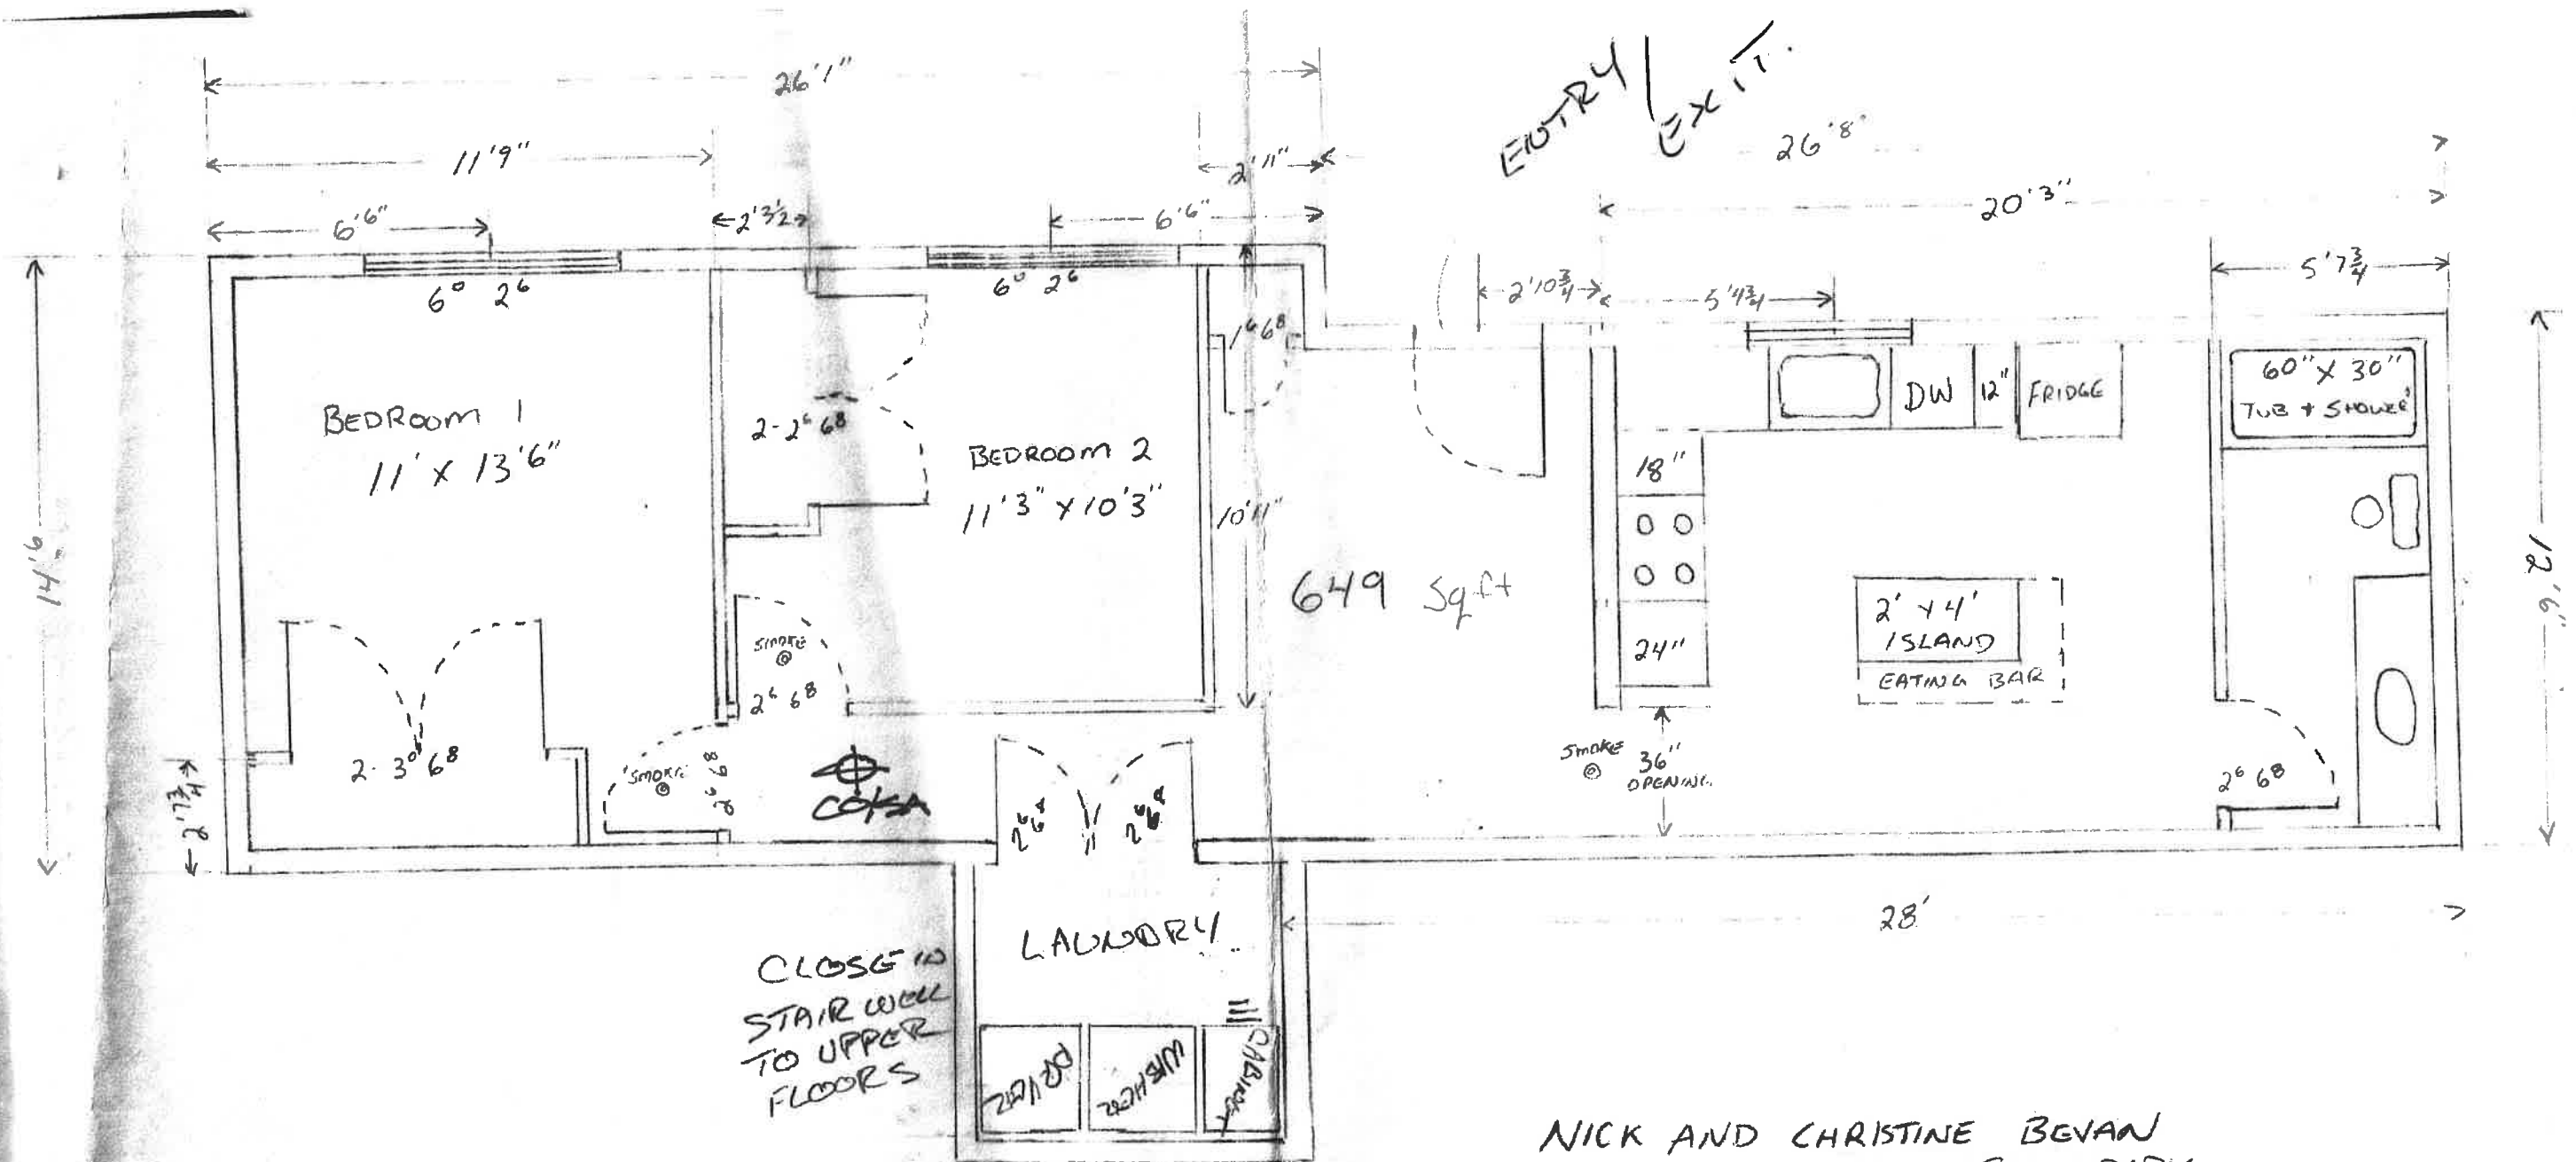 26'1"
ENTRY / EXIT.
26'8"
11'9"
2'11"
20'3"
6'6"
2'3½
6'6"
5'7¾
2'10¾
5'4¾
6⁰ 2⁶
6⁰ 2⁶
1⁶ 6⁸
60" X 30"
TUB + SHOWER
DW
12"
FRIDGE
BEDROOM 1
11' X 13'6"
2-2⁶ 6⁸
BEDROOM 2
11'3" X 10'3"
18"
10'11"
14'6
12'6"
649 Sqft
2' X 4'
ISLAND
EATING BAR
24"
SMOKE
2⁶ 6⁸
2-3⁰ 6⁸
2'7¾
SMOKE
2⁶ 6⁸
CO/SA
2⁶ 6⁸
2⁶ 6⁸
SMOKE
36"
OPENING
2⁶ 6⁸
28'
LAUNDRY
CLOSE IN
STAIR WELL
TO UPPER
FLOORS
DRYER
WASHER
CABINET
NICK AND CHRISTINE BEVAN